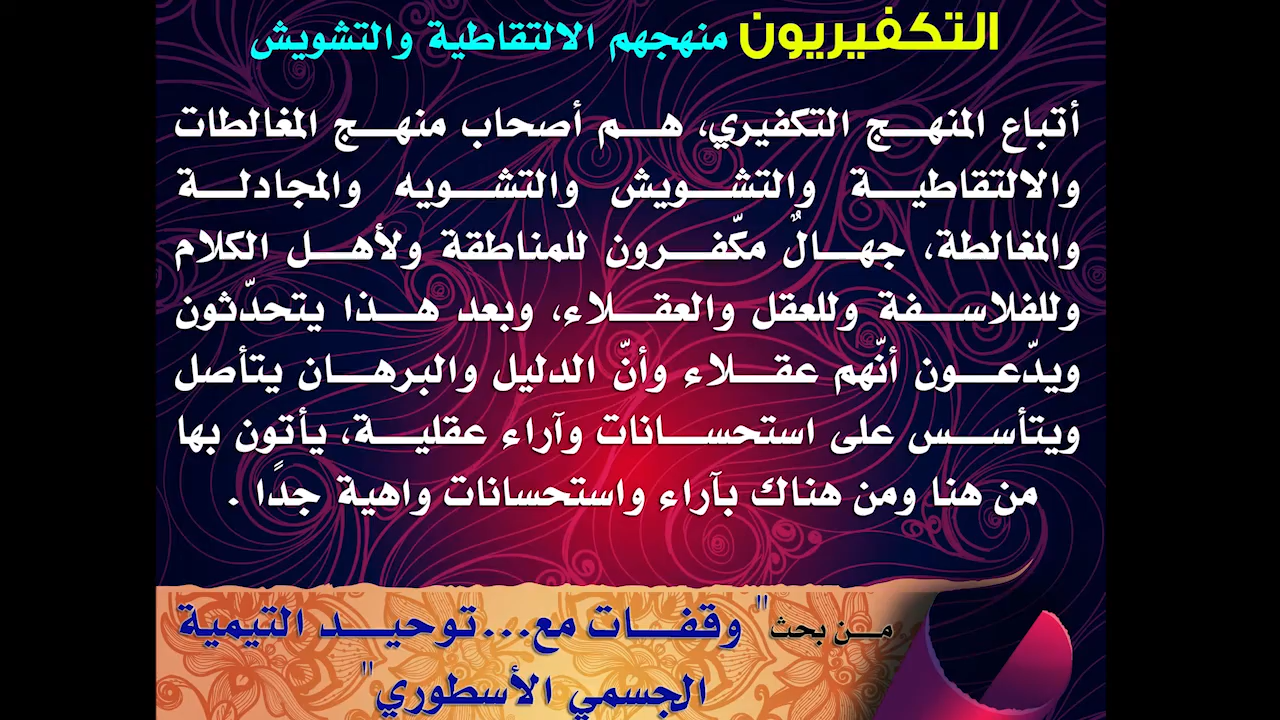 التكفيريون منهجهم الالتقاطية والتشويش
أتباع المنهج التكفيري، هم أصحاب منهج المغالطات
والالتقاطية والتشويش والتشويه والمجادلة
والمغالطة، جهالٌ مكّفرون للمناطقة ولأهل الكلام
وللفلاسفة وللعقل والعقلاء، وبعد هذا يتحدّثون
ويدّعون أنّهم عقلاء وأنّ الدليل والبرهان يتأصل
ويتأسس على استحسانات وآراء عقلية، يأتون بها
من هنا ومن هناك بآراء واستحسانات واهية جدًا .
من بحث" وقفات مع...توحيد التيمية
الجسمي الأسطوري"